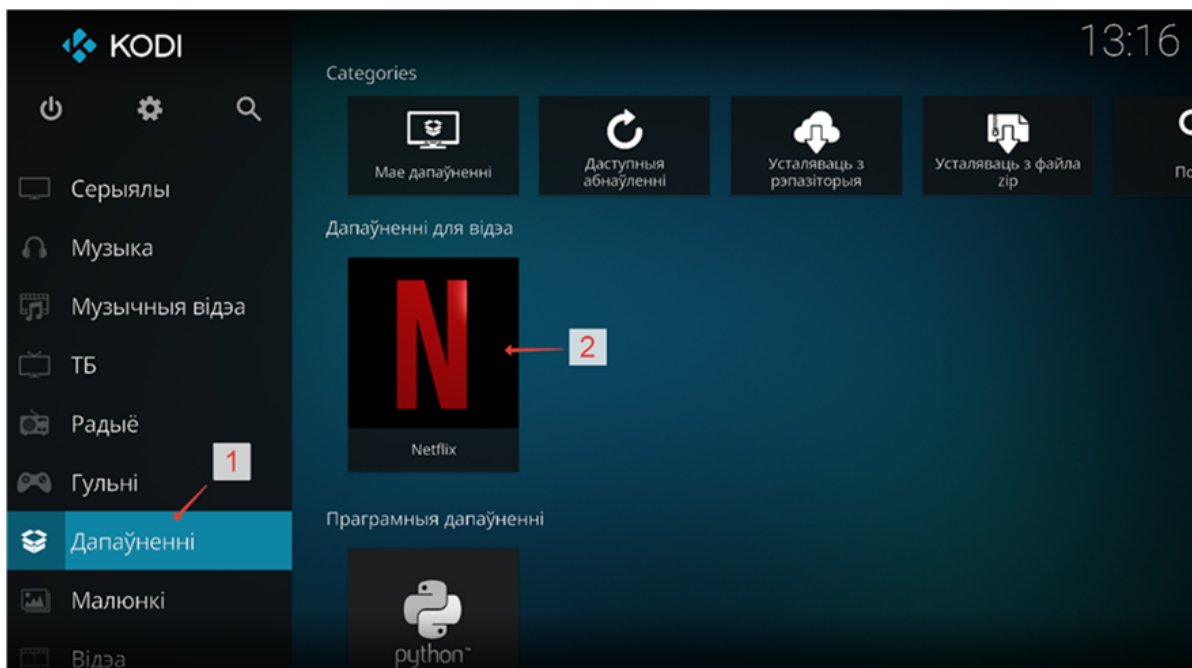 KODI
13:16
Categories
Мае дапаўненні
Даступныя
абнаўленні
Усталяваць з
рэпазіторыя
Усталяваць з файла
zip
Серыялы
Музыка
Музычныя відэа
ТБ
Радыё
Гульні
1
Дапаўненні
Малюнкі
Відэа
Дапаўненні для відэа
N
2
Netflix
Праграмныя дапаўненні
python